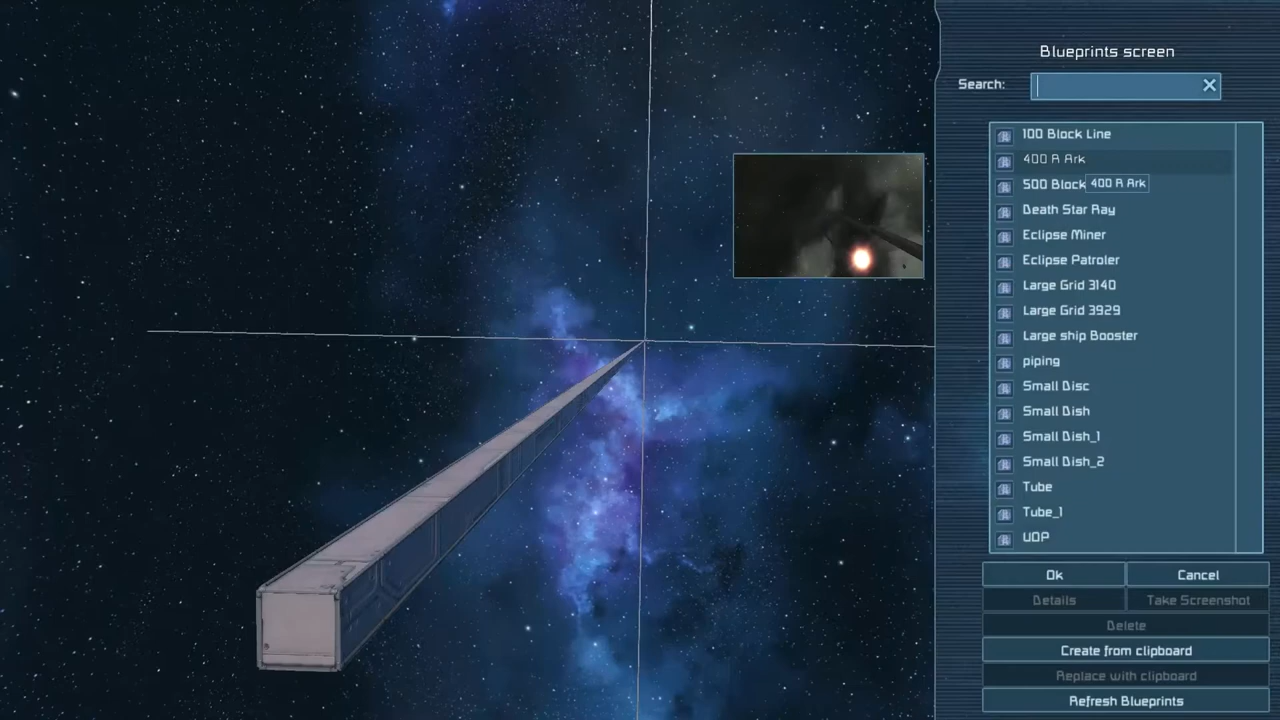 Blueprints screen
Search:
100 Block Line
400 R Ark
500 Block
400 R Ark
Death Star Ray
Eclipse Miner
Eclipse Patroler
Large Grid 3140
Large Grid 3929
Large ship Booster
piping
Small Disc
Small Dish
Small Dish_1
Small Dish_2
Tube
Tube_1
UOP
Ok
Cancel
Details
Take Screenshot
Delete
Create from clipboard
Replace with clipboard
Refresh Blueprints